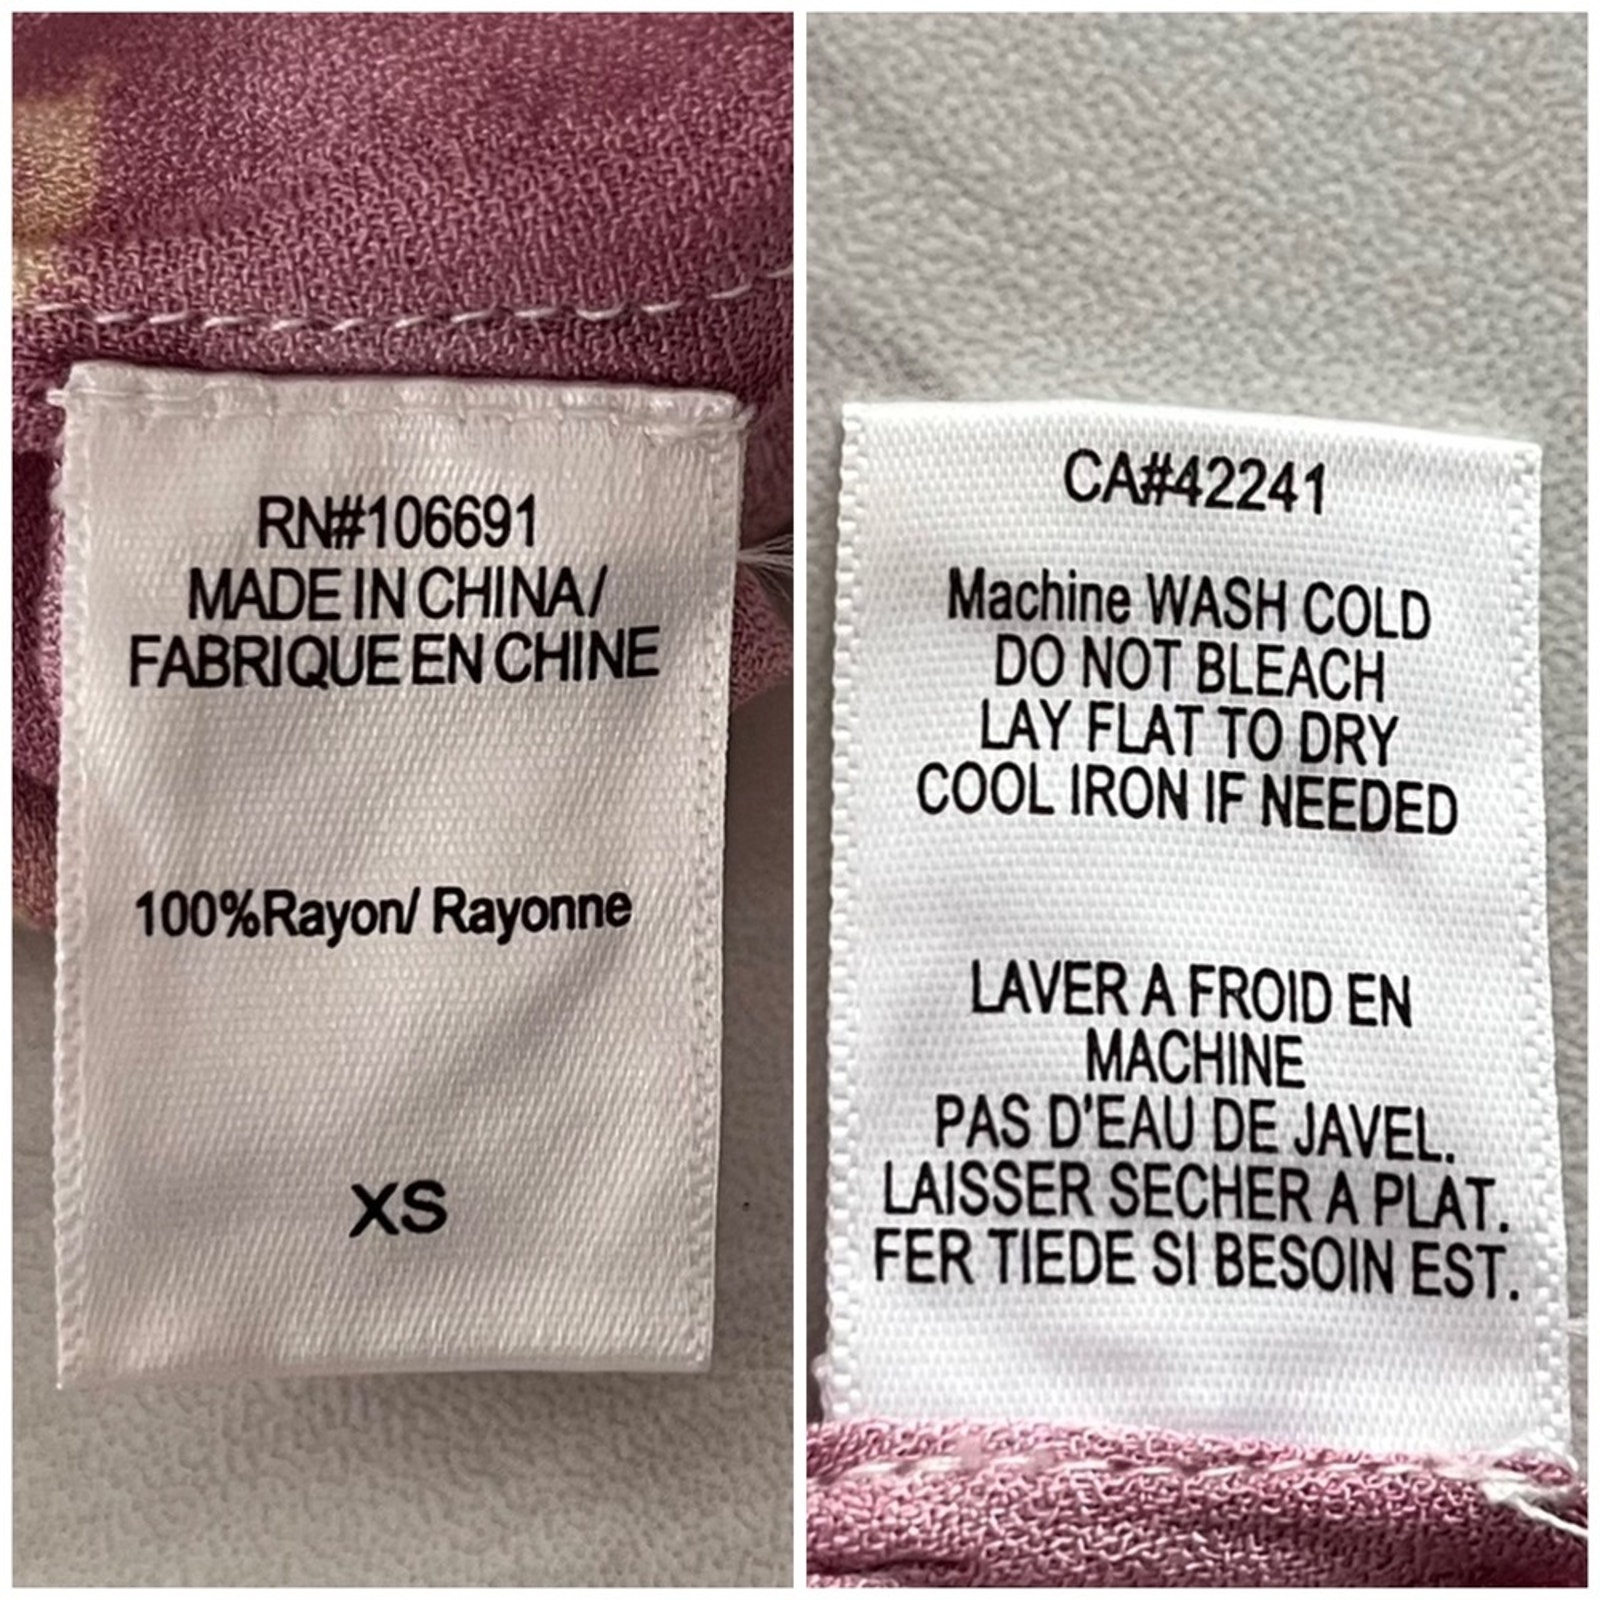 RN#106691
MADE IN CHINA/
FABRIQUE EN CHINE
100%Rayon/ Rayonne
XS
CA#42241
Machine WASH COLD
DO NOT BLEACH
LAY FLAT TO DRY
COOL IRON IF NEEDED
LAVER A FROID EN
MACHINE
PAS D'EAU DE JAVEL.
LAISSER SECHER A PLAT.
FER TIEDE SI BESOIN EST.